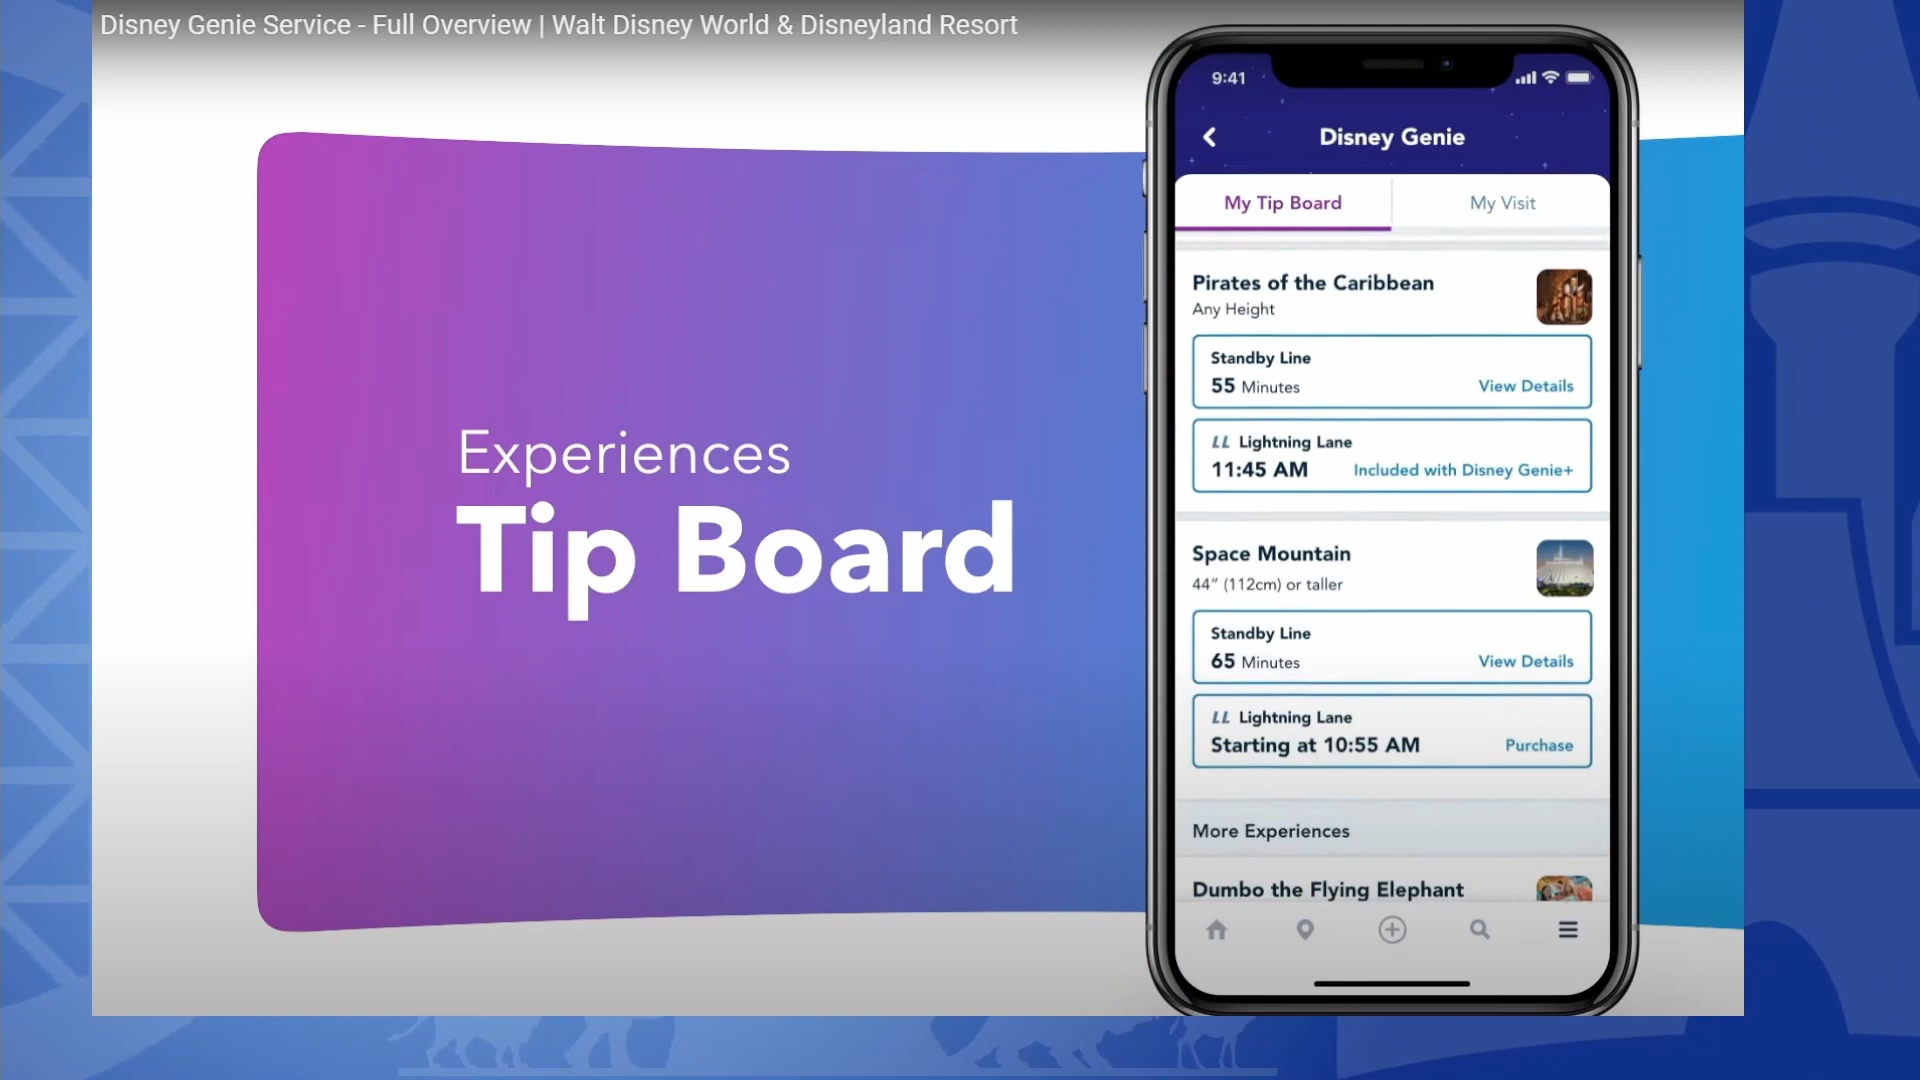 Disney Genie Service - Full Overview | Walt Disney World & Disneyland Resort
Experiences
Tip Board
9:41
Disney Genie
My Tip Board
My Visit
Pirates of the Caribbean
Any Height
Standby Line
55 Minutes
View Details
LL Lightning Lane
11:45 AM
Included with Disney Genie+
Space Mountain
44” (112cm) or taller
Standby Line
65 Minutes
View Details
LL Lightning Lane
Starting at 10:55 AM
Purchase
More Experiences
Dumbo the Flying Elephant